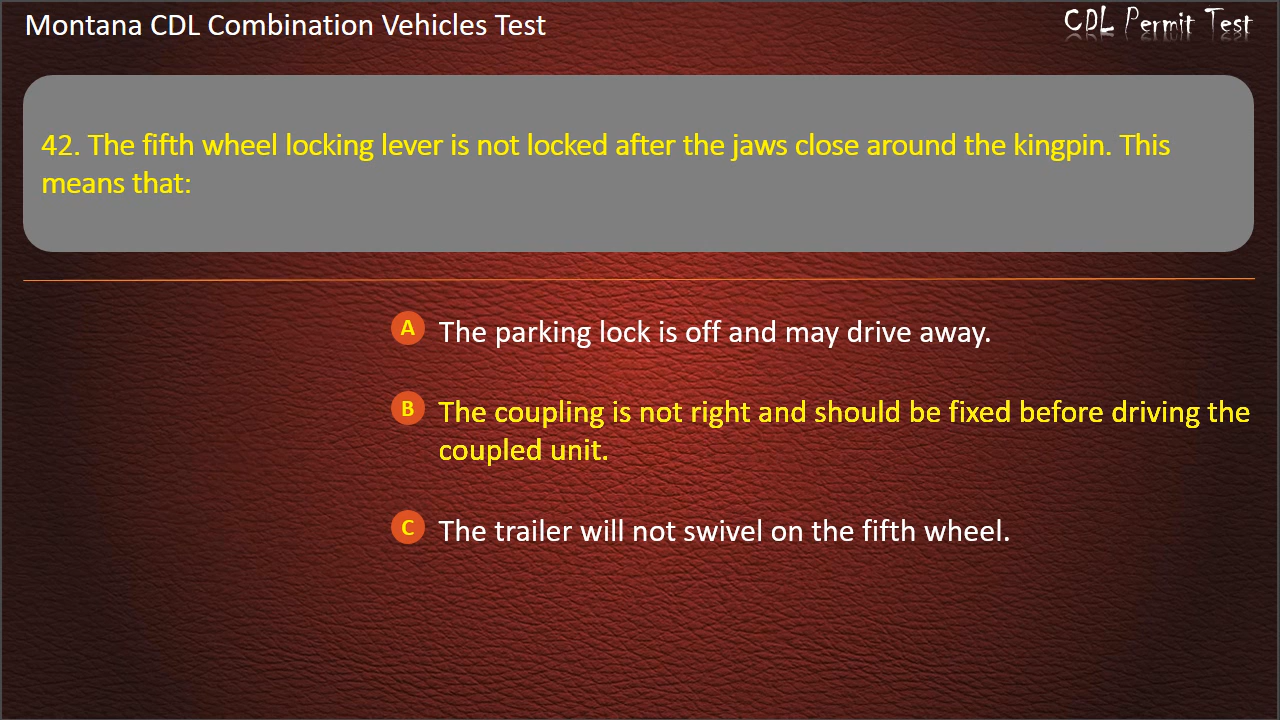 Montana CDL Combination Vehicles Test
CDL Permit Test
42. The fifth wheel locking lever is not locked after the jaws close around the kingpin. This
means that:
A The parking lock is off and may drive away.
B The coupling is not right and should be fixed before driving the
coupled unit.
C The trailer will not swivel on the fifth wheel.